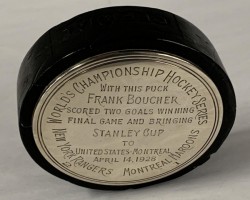 WORLD'S CHAMPIONSHIP HOCKEY SERIES
WITH THIS PUCK
FRANK BOUCHER
SCORED TWO GOALS WINNING
FINAL GAME AND BRINGING
STANLEY CUP
TO
UNITED STATES-MONTREAL
APRIL 14, 1928
NEW YORK RANGERS MONTREAL MAROONS